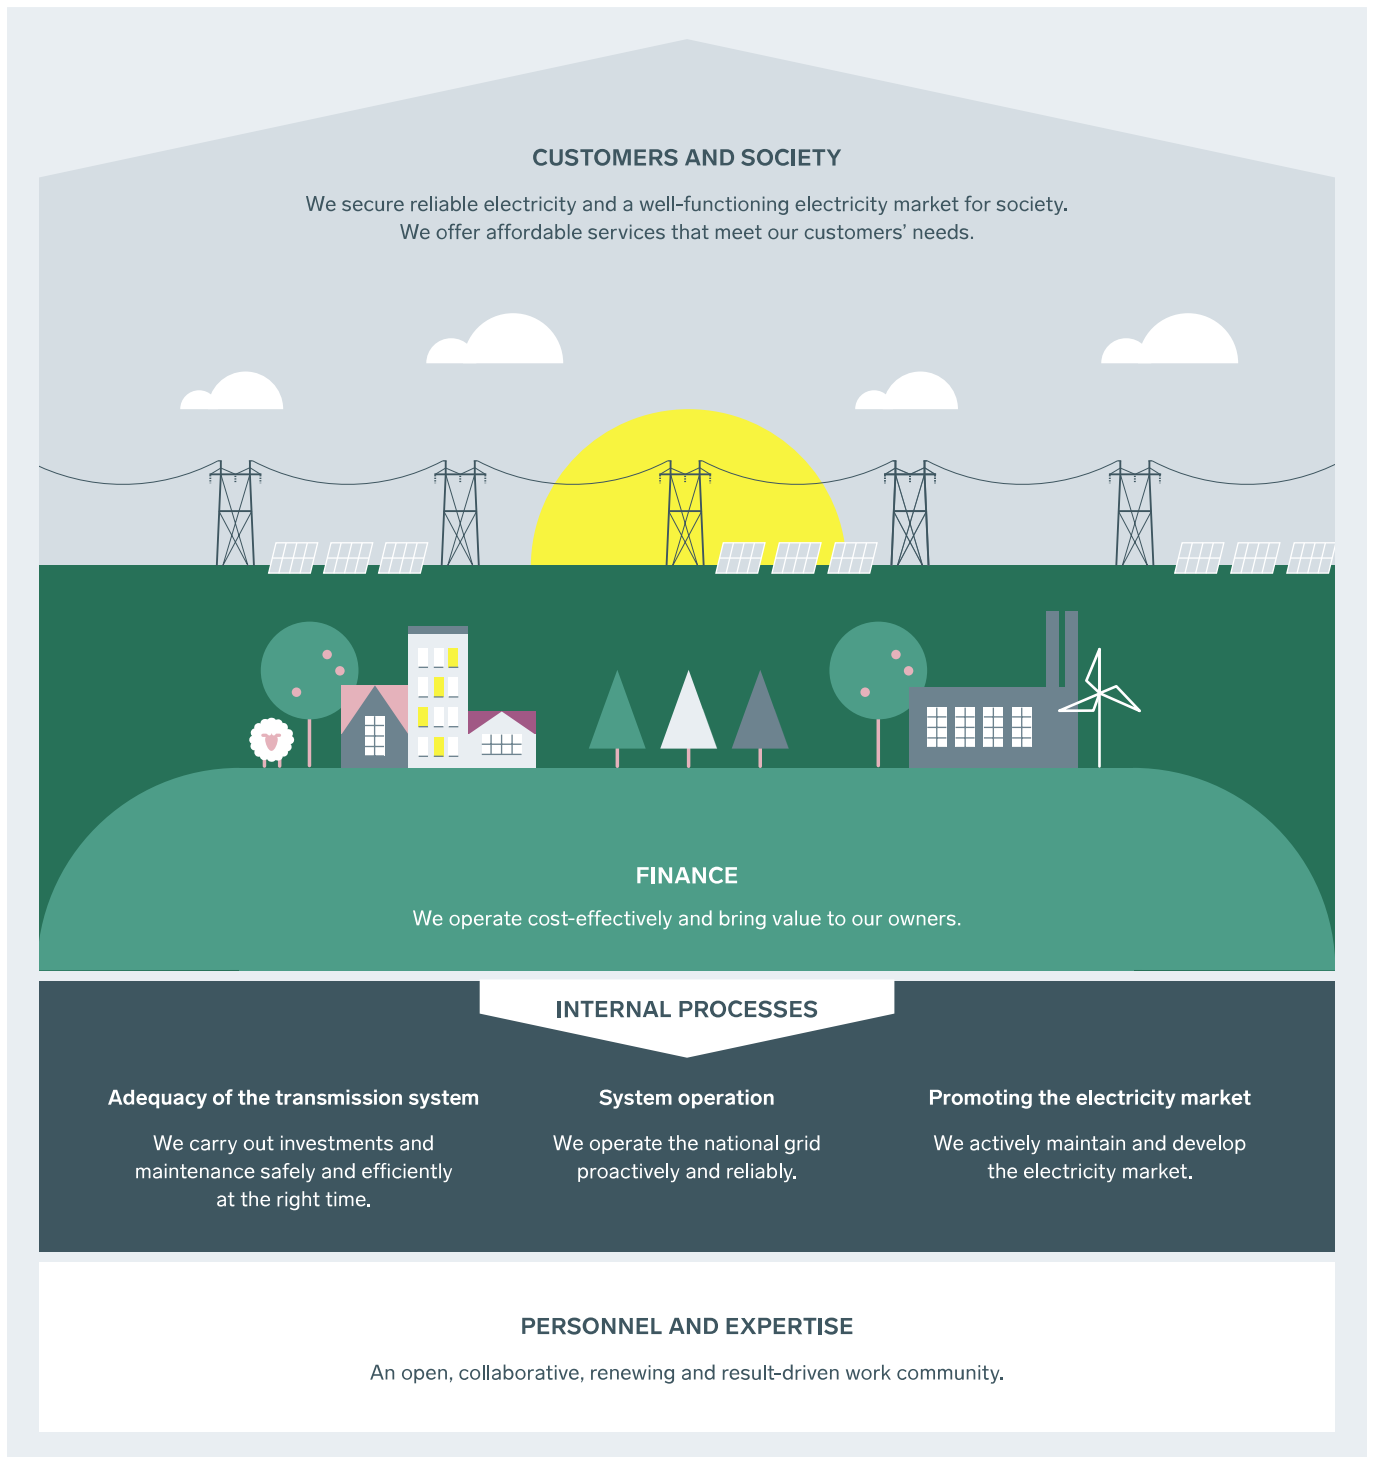 CUSTOMERS AND SOCIETY
We secure reliable electricity and a well-functioning electricity market for society.
We offer affordable services that meet our customers’ needs.
FINANCE
We operate cost-effectively and bring value to our owners.
INTERNAL PROCESSES
Adequacy of the transmission system
We carry out investments and
maintenance safely and efficiently
at the right time.
System operation
We operate the national grid
proactively and reliably.
Promoting the electricity market
We actively maintain and develop
the electricity market.
PERSONNEL AND EXPERTISE
An open, collaborative, renewing and result-driven work community.